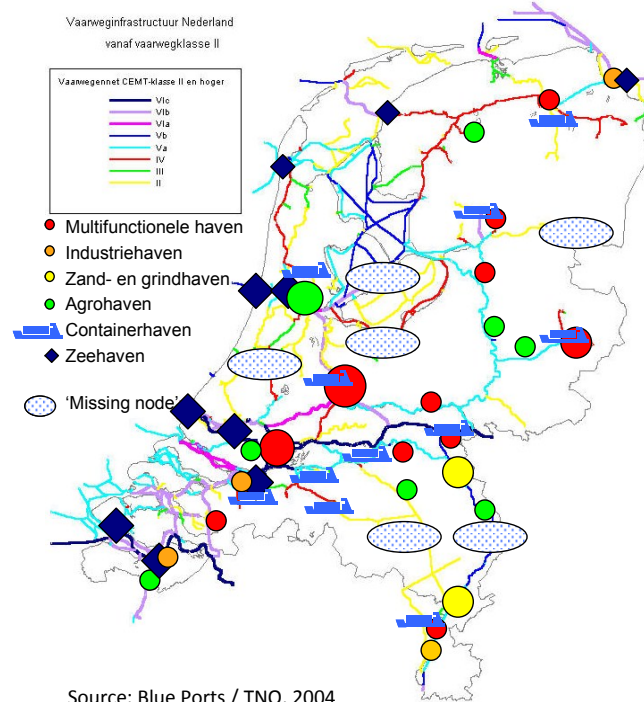 Vaarweginfrastructuur Nederland
vanaf vaarwegklasse II
Vaarwegennet CEMT-klasse II en hoger
VIc
VIb
VIa
Vb
Va
IV
III
II
Multifunctionele haven
Industriehaven
Zand- en grindhaven
Agrohaven
Containerhaven
Zeehaven
'Missing node'
Source: Blue Ports / TNO, 2004